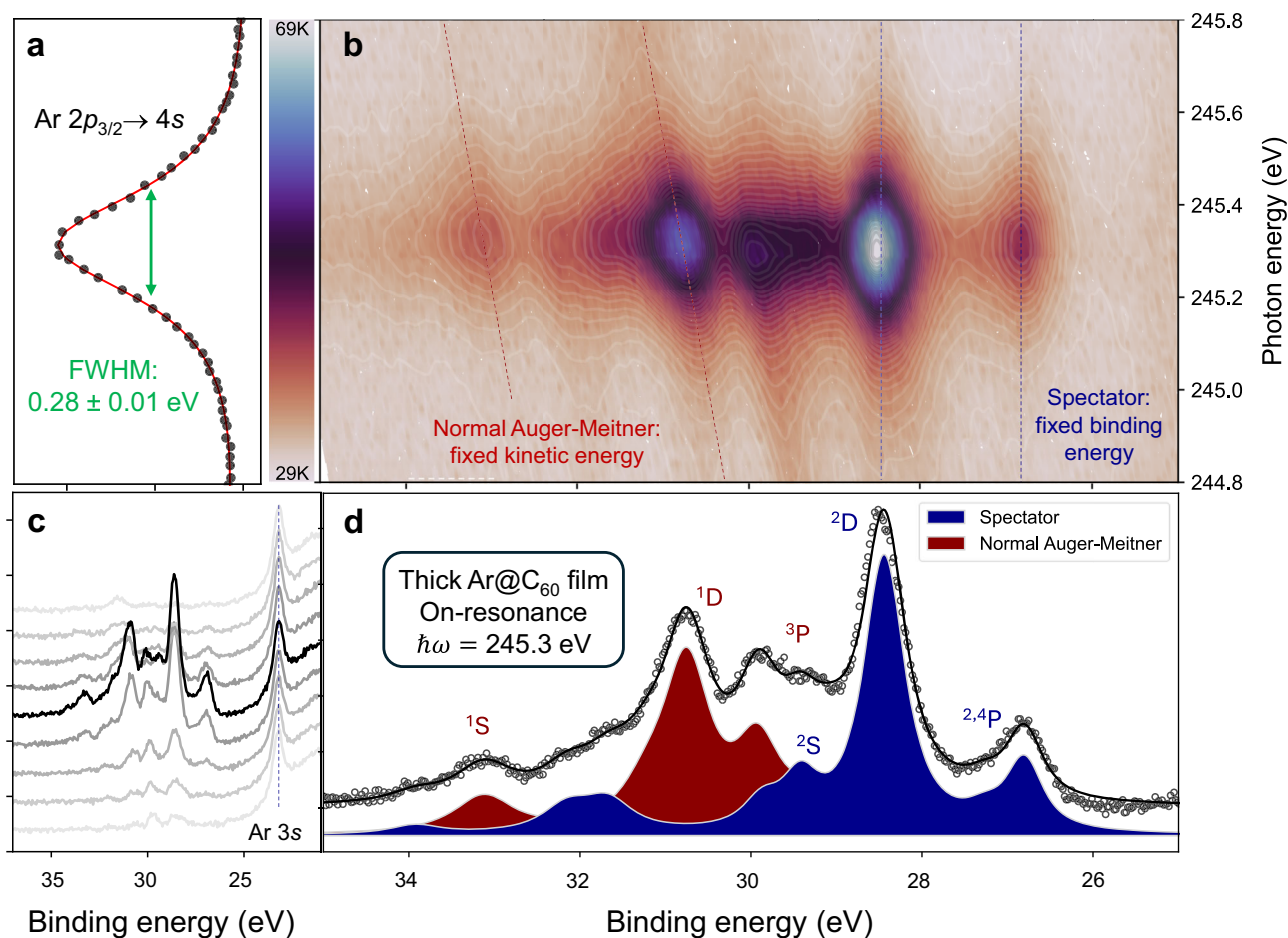 a
Ar 2p3/2→ 4s
FWHM:
0.28 ± 0.01 eV
69K
29K
b
Normal Auger-Meitner:
fixed kinetic energy
Spectator:
fixed binding
energy
245.8
245.6
245.4
245.2
245.0
244.8
Photon energy (eV)
c
Ar 3s
35
30
25
Binding energy (eV)
d
Thick Ar@C60 film
On-resonance
ℏω = 245.3 eV
Spectator
Normal Auger-Meitner
1S
1D
3P
2S
2D
2,4P
34
32
30
28
26
Binding energy (eV)